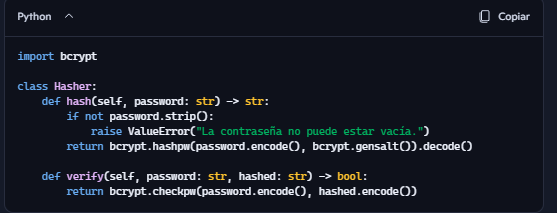 Python
Copiar
import bcrypt
class Hasher:
    def hash(self, password: str) -> str:
        if not password.strip():
            raise ValueError("La contraseña no puede estar vacía.")
        return bcrypt.hashpw(password.encode(), bcrypt.gensalt()).decode()
    def verify(self, password: str, hashed: str) -> bool:
        return bcrypt.checkpw(password.encode(), hashed.encode())